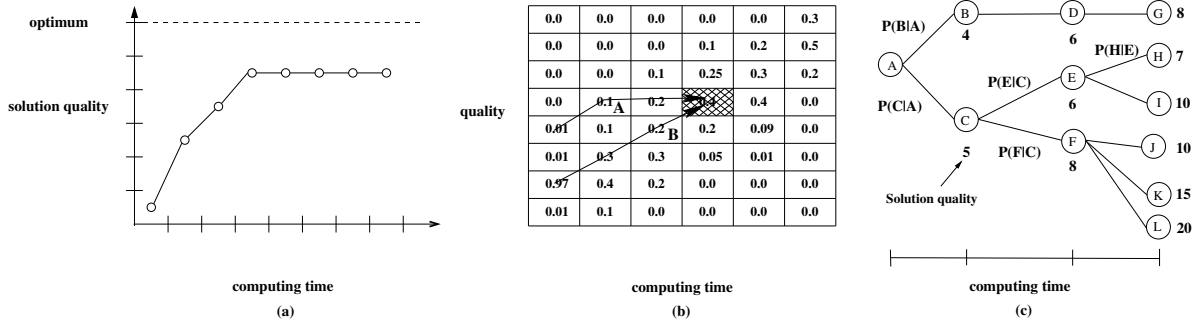 optimum
solution quality
computing time
(a)
quality
0.0 0.0 0.0 0.0 0.0 0.3
0.0 0.0 0.0 0.1 0.2 0.5
0.0 0.0 0.1 0.25 0.3 0.2
0.0 0.1 0.2 0.4 0.4 0.0
0.01 0.1 0.2 0.2 0.09 0.0
0.01 0.3 0.3 0.05 0.01 0.0
0.97 0.4 0.2 0.0 0.0 0.0
0.01 0.1 0.0 0.0 0.0 0.0
A
B
computing time
(b)
A
P(B|A)
P(C|A)
B
4
C
5
Solution quality
P(E|C)
P(F|C)
D
6
E
6
F
8
P(H|E)
G 8
H 7
I 10
J 10
K 15
L 20
computing time
(c)